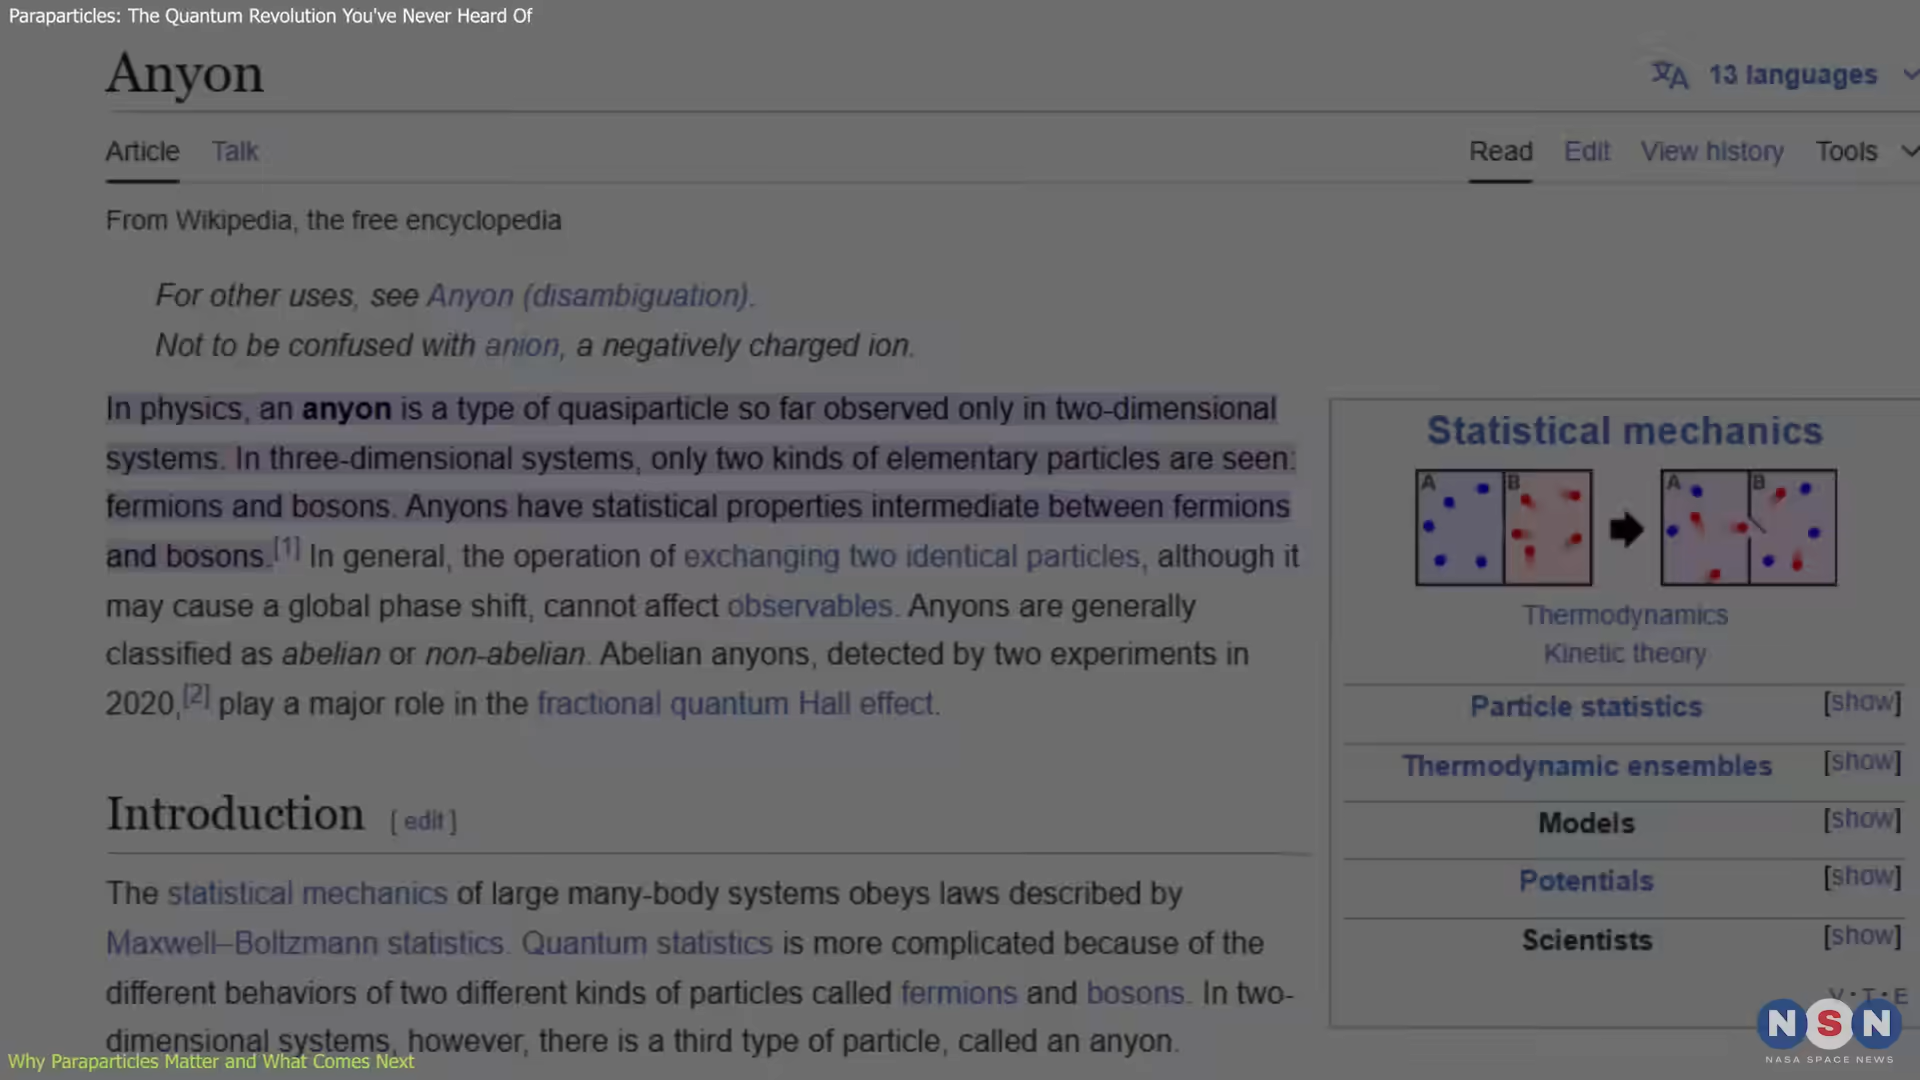 Paraparticles: The Quantum Revolution You've Never Heard Of
Anyon
13 languages
Article Talk
Read Edit View history Tools
From Wikipedia, the free encyclopedia
For other uses, see Anyon (disambiguation).
Not to be confused with anion, a negatively charged ion.
In physics, an anyon is a type of quasiparticle so far observed only in two-dimensional
systems. In three-dimensional systems, only two kinds of elementary particles are seen:
fermions and bosons. Anyons have statistical properties intermediate between fermions
and bosons.[1] In general, the operation of exchanging two identical particles, although it
may cause a global phase shift, cannot affect observables. Anyons are generally
classified as abelian or non-abelian. Abelian anyons, detected by two experiments in
2020,[2] play a major role in the fractional quantum Hall effect.
Statistical mechanics
A B A B
Thermodynamics
Kinetic theory
Particle statistics [show]
Thermodynamic ensembles [show]
Models [show]
Potentials [show]
Scientists [show]
V · T · E
Introduction [ edit ]
The statistical mechanics of large many-body systems obeys laws described by
Maxwell–Boltzmann statistics. Quantum statistics is more complicated because of the
different behaviors of two different kinds of particles called fermions and bosons. In two-
dimensional systems, however, there is a third type of particle, called an anyon.
Why Paraparticles Matter and What Comes Next
NSN
NASA SPACE NEWS